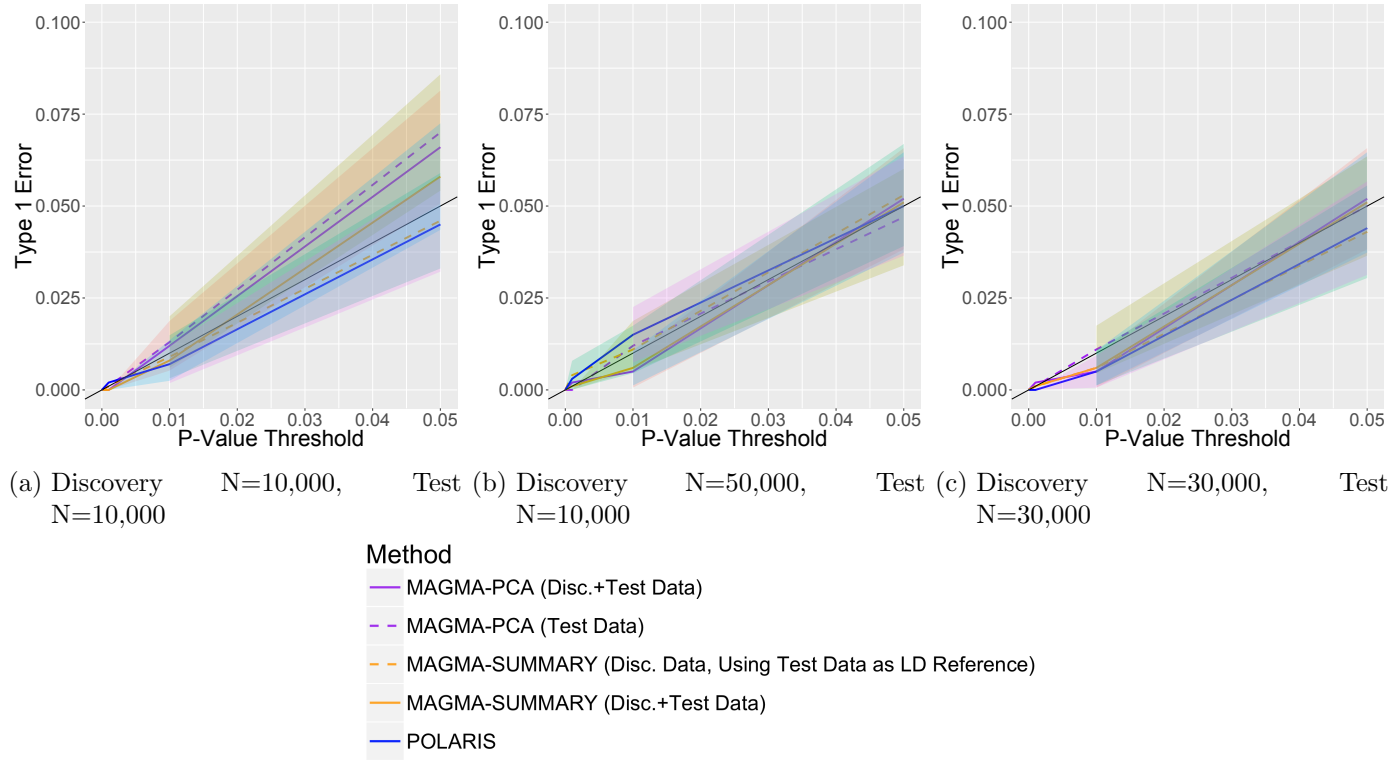 0.100
0.075
0.050
0.025
0.000
Type 1 Error
0.00 0.01 0.02 0.03 0.04 0.05
P-Value Threshold
(a) Discovery N=10,000, Test
N=10,000
0.100
0.075
0.050
0.025
0.000
Type 1 Error
0.00 0.01 0.02 0.03 0.04 0.05
P-Value Threshold
(b) Discovery N=50,000, Test
N=10,000
0.100
0.075
0.050
0.025
0.000
Type 1 Error
0.00 0.01 0.02 0.03 0.04 0.05
P-Value Threshold
(c) Discovery N=30,000, Test
N=30,000
Method
MAGMA-PCA (Disc.+Test Data)
MAGMA-PCA (Test Data)
MAGMA-SUMMARY (Disc. Data, Using Test Data as LD Reference)
MAGMA-SUMMARY (Disc.+Test Data)
POLARIS